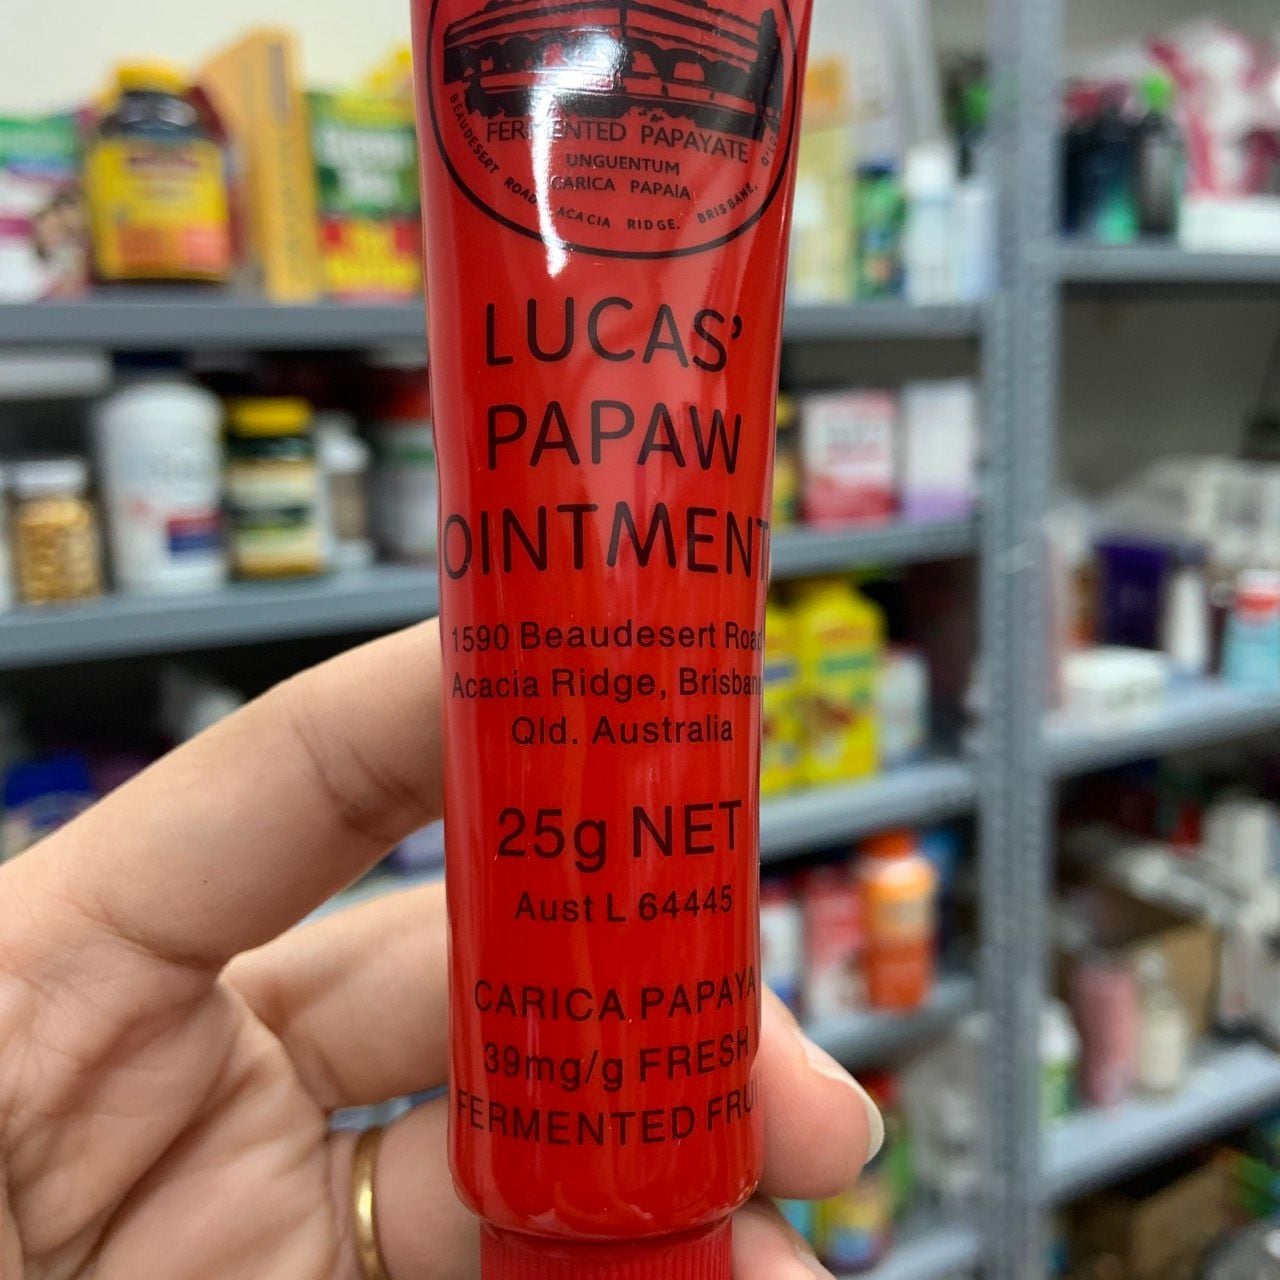 FERMENTED PAPAYATE
UNGUENTUM
CARICA PAPAIA
BEAUDESERT ROAD ACACIA RIDGE. BRISBANE,
LUCAS'
PAPAW
OINTMENT
1590 Beaudesert Road
Acacia Ridge, Brisbane
Qld. Australia
25g NET
Aust L 64445
CARICA PAPAYA
39mg/g FRESH
FERMENTED FRU